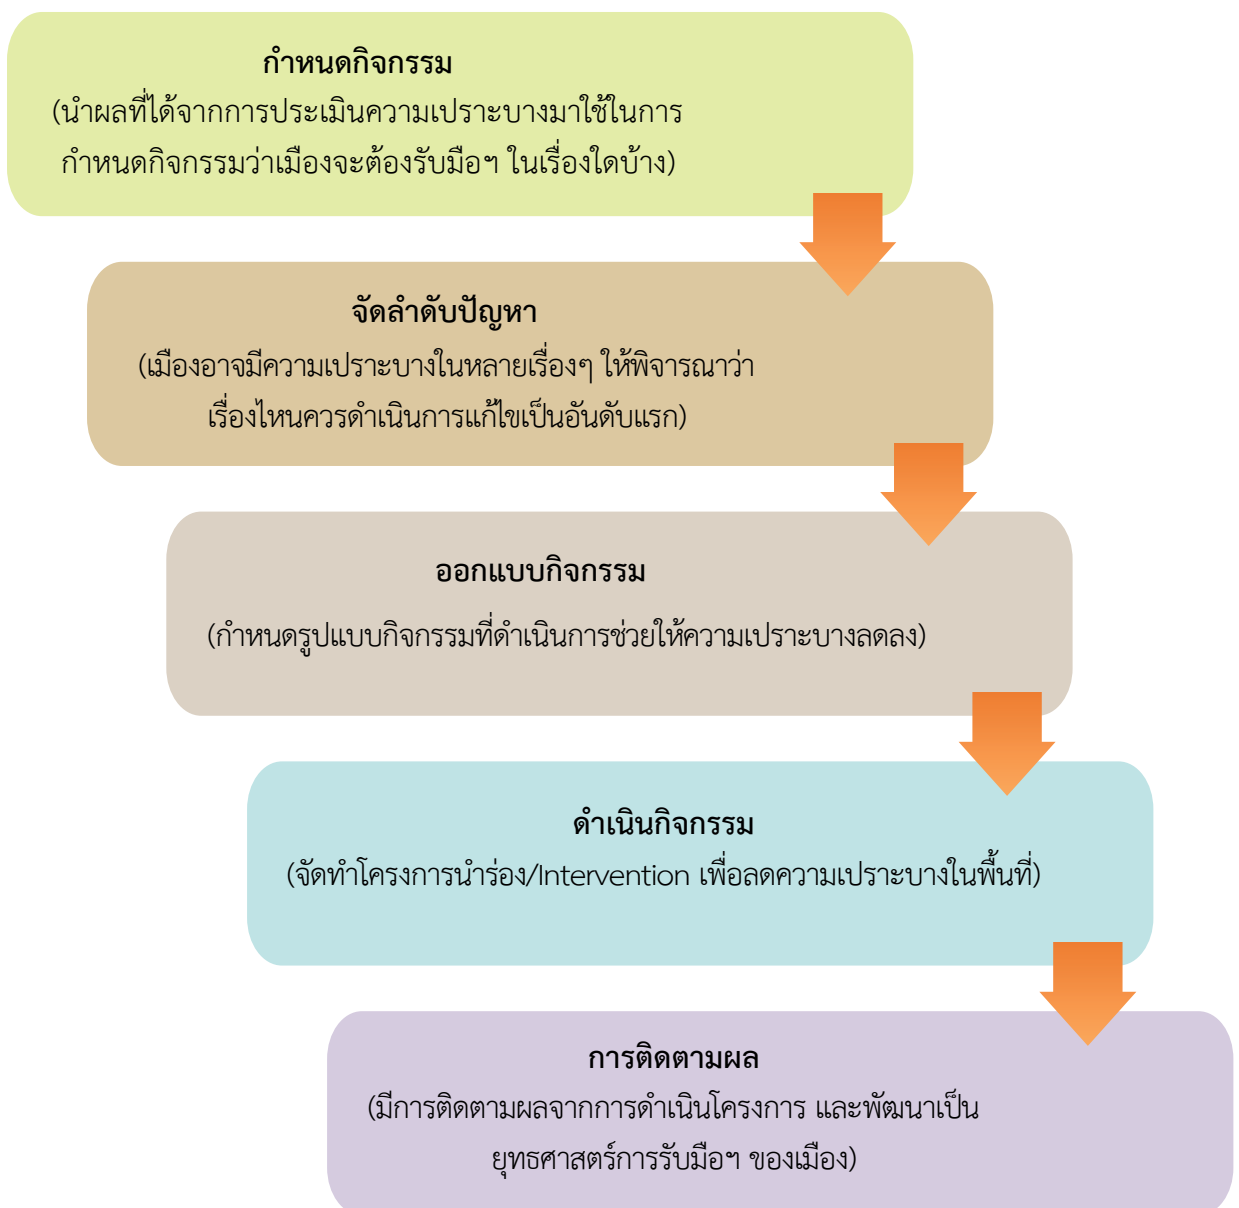 กำหนดกิจกรรม
(นำผลที่ได้จากการประเมินความเปราะบางมาใช้ในการ
กำหนดกิจกรรมว่าเมืองจะต้องรับมือฯ ในเรื่องใดบ้าง)
จัดลำดับปัญหา
(เมืองอาจมีความเปราะบางในหลายเรื่องๆ ให้พิจารณาว่า
เรื่องไหนควรดำเนินการแก้ไขเป็นอันดับแรก)
ออกแบบกิจกรรม
(กำหนดรูปแบบกิจกรรมที่ดำเนินการช่วยให้ความเปราะบางลดลง)
ดำเนินกิจกรรม
(จัดทำโครงการนำร่อง/Intervention เพื่อลดความเปราะบางในพื้นที่)
การติดตามผล
(มีการติดตามผลจากการดำเนินโครงการ และพัฒนาเป็น
ยุทธศาสตร์การรับมือฯ ของเมือง)